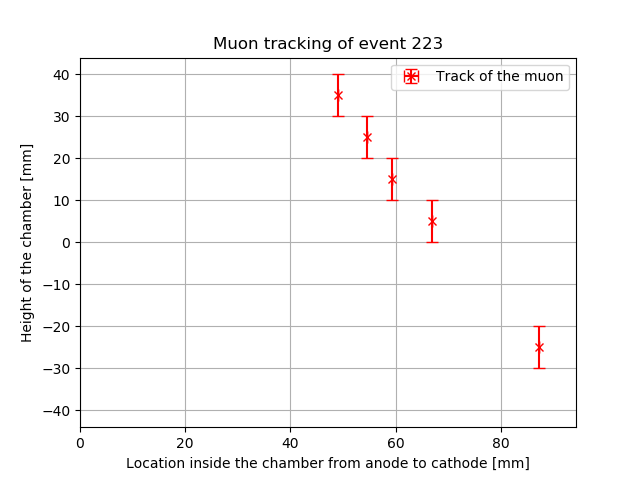 Muon tracking of event 223
Track of the muon
40
30
20
10
0
−10
−20
−30
−40
Height of the chamber [mm]
0 20 40 60 80
Location inside the chamber from anode to cathode [mm]